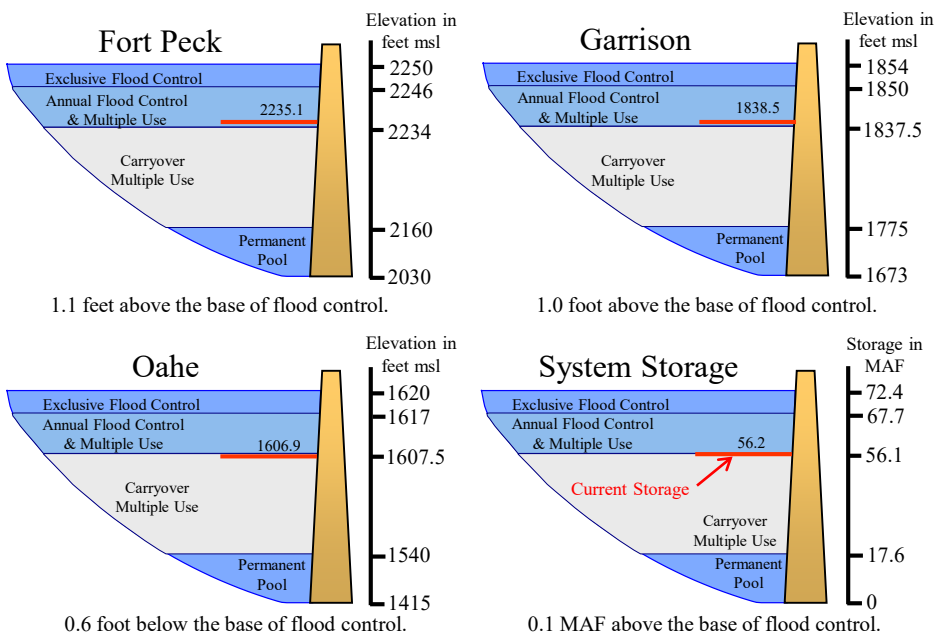 Fort Peck
Elevation in
feet msl
Exclusive Flood Control
Annual Flood Control
& Multiple Use
2235.1
Carryover
Multiple Use
Permanent
Pool
2250
2246
2234
2160
2030
1.1 feet above the base of flood control.
Garrison
Elevation in
feet msl
Exclusive Flood Control
Annual Flood Control
& Multiple Use
1838.5
Carryover
Multiple Use
Permanent
Pool
1854
1850
1837.5
1775
1673
1.0 foot above the base of flood control.
Oahe
Elevation in
feet msl
Exclusive Flood Control
Annual Flood Control
& Multiple Use
1606.9
Carryover
Multiple Use
Permanent
Pool
1620
1617
1607.5
1540
1415
0.6 foot below the base of flood control.
System Storage
Storage in
MAF
Exclusive Flood Control
Annual Flood Control
& Multiple Use
56.2
Current Storage
Carryover
Multiple Use
Permanent
Pool
72.4
67.7
56.1
17.6
0
0.1 MAF above the base of flood control.